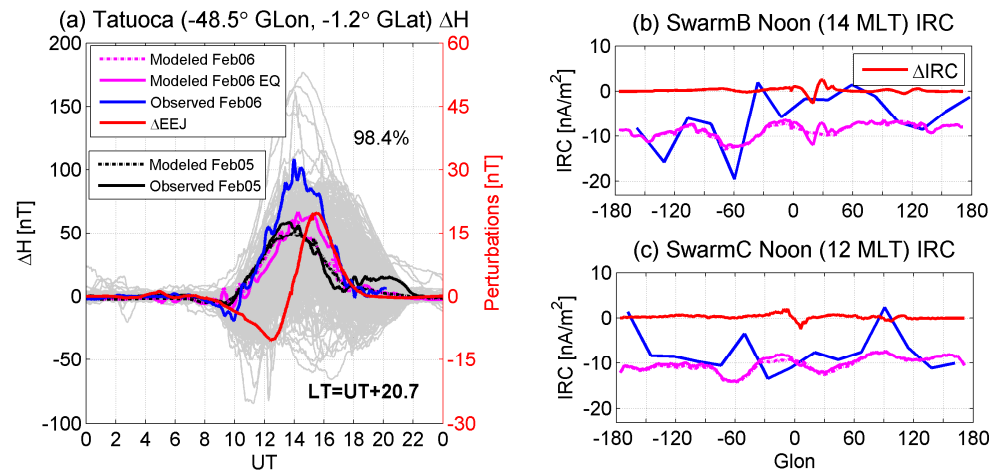 (a) Tatuoca (-48.5° GLon, -1.2° GLat) ΔH
200
150
100
50
0
-50
-100
ΔH [nT]
60
45
30
15
0
-15
-30
Perturbations [nT]
Modeled Feb06
Modeled Feb06 EQ
Observed Feb06
ΔEEJ
Modeled Feb05
Observed Feb05
98.4%
LT=UT+20.7
0 2 4 6 8 10 12 14 16 18 20 22 0
UT
(b) SwarmB Noon (14 MLT) IRC
10
0
-10
-20
IRC [nA/m²]
ΔIRC
-180 -120 -60 0 60 120 180
(c) SwarmC Noon (12 MLT) IRC
10
0
-10
-20
IRC [nA/m²]
-180 -120 -60 0 60 120 180
Glon